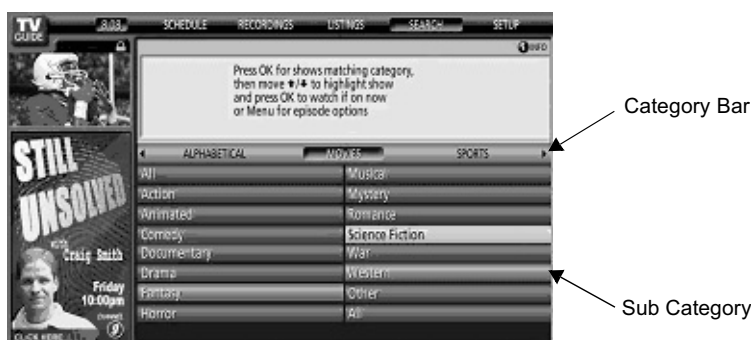 TV
GUIDE
8:03
SCHEDULE
RECORDINGS
LISTINGS
SEARCH
SETUP
INFO
Press OK for shows matching category,
then move ↑/↓ to highlight show
and press OK to watch if on now
or Menu for episode options
Category Bar
ALPHABETICAL
MOVIES
SPORTS
All
Musical
Action
Mystery
Animated
Romance
Comedy
Science Fiction
Documentary
War
Drama
Western
Fantasy
Other
Horror
All
STILL
UNSOLVED
with
Craig Smith
Friday
10:00pm
9
CLICK HERE
Sub Category